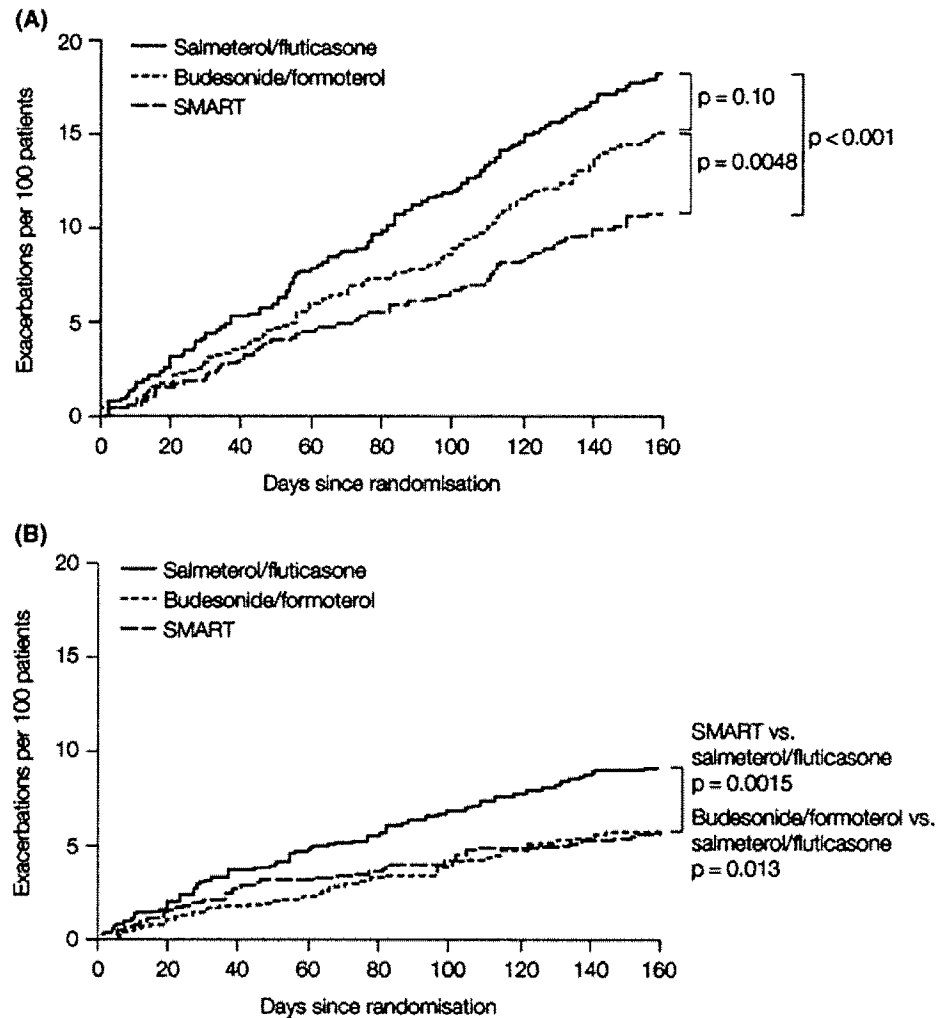 (A)
20
15
10
5
0
Exacerbations per 100 patients
Salmeterol/fluticasone
Budesonide/formoterol
SMART
p = 0.10
p = 0.0048
p < 0.001
0 20 40 60 80 100 120 140 160
Days since randomisation
(B)
20
15
10
5
0
Exacerbations per 100 patients
Salmeterol/fluticasone
Budesonide/formoterol
SMART
SMART vs.
salmeterol/fluticasone
p = 0.0015
Budesonide/formoterol vs.
salmeterol/fluticasone
p = 0.013
0 20 40 60 80 100 120 140 160
Days since randomisation